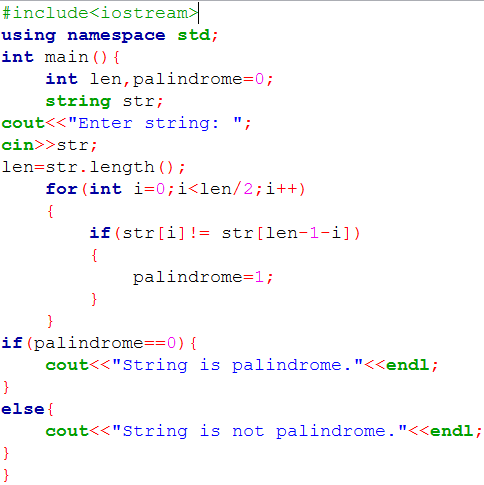 #include<iostream>
using namespace std;
int main(){
    int len,palindrome=0;
    string str;
cout<<"Enter string: ";
cin>>str;
len=str.length();
    for(int i=0;i<len/2;i++)
    {
        if(str[i]!= str[len-1-i])
        {
            palindrome=1;
        }
    }
if(palindrome==0){
    cout<<"String is palindrome."<<endl;
}
else{
    cout<<"String is not palindrome."<<endl;
}
}